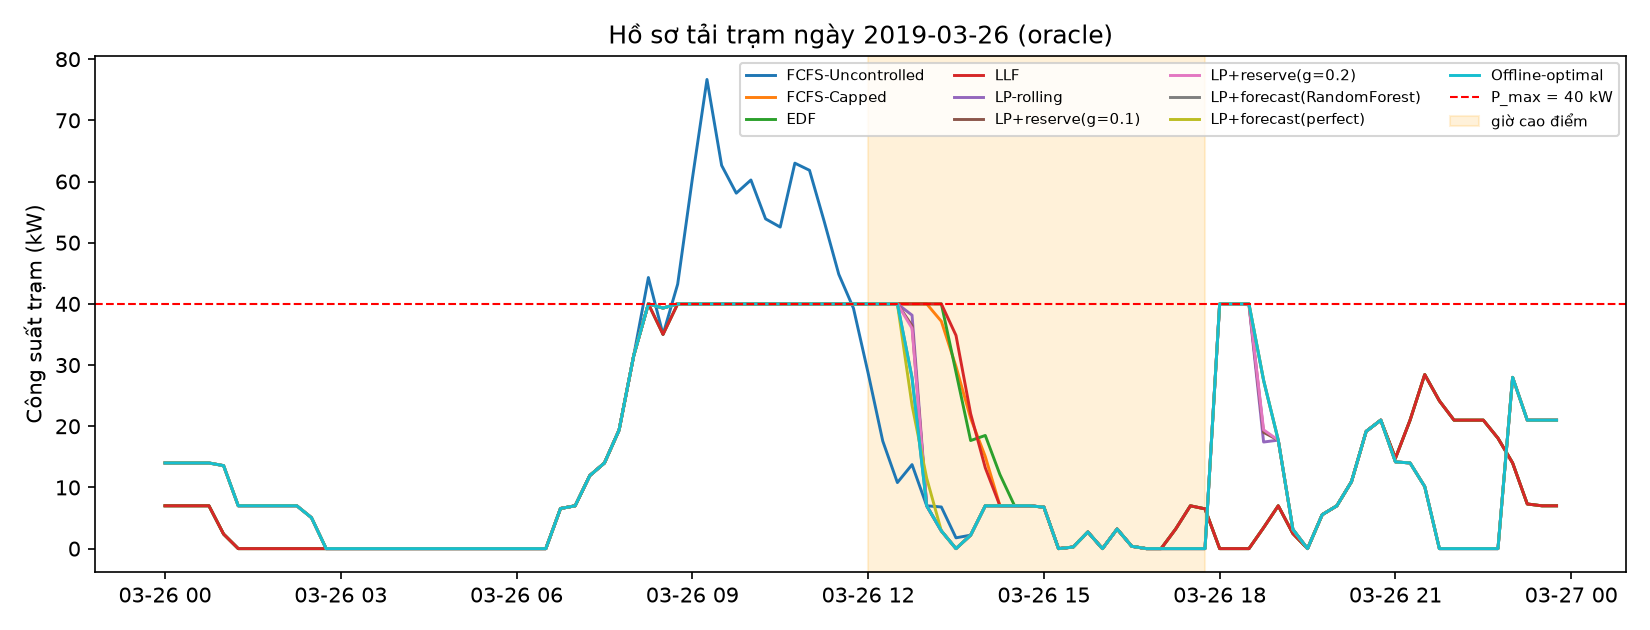 Hồ sơ tải trạm ngày 2019-03-26 (oracle)
Công suất trạm (kW)
80
70
60
50
40
30
20
10
0
FCFS-Uncontrolled
FCFS-Capped
EDF
LLF
LP-rolling
LP+reserve(g=0.1)
LP+reserve(g=0.2)
LP+forecast(RandomForest)
LP+forecast(perfect)
Offline-optimal
P_max = 40 kW
giờ cao điểm
03-26 00
03-26 03
03-26 06
03-26 09
03-26 12
03-26 15
03-26 18
03-26 21
03-27 00